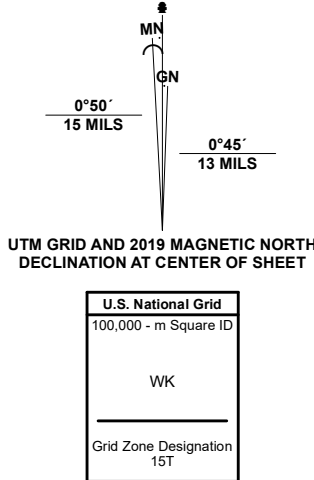 MN
GN
0°50´
15 MILS
0°45´
13 MILS
UTM GRID AND 2019 MAGNETIC NORTH
DECLINATION AT CENTER OF SHEET
U.S. National Grid
100,000 - m Square ID
WK
Grid Zone Designation
15T